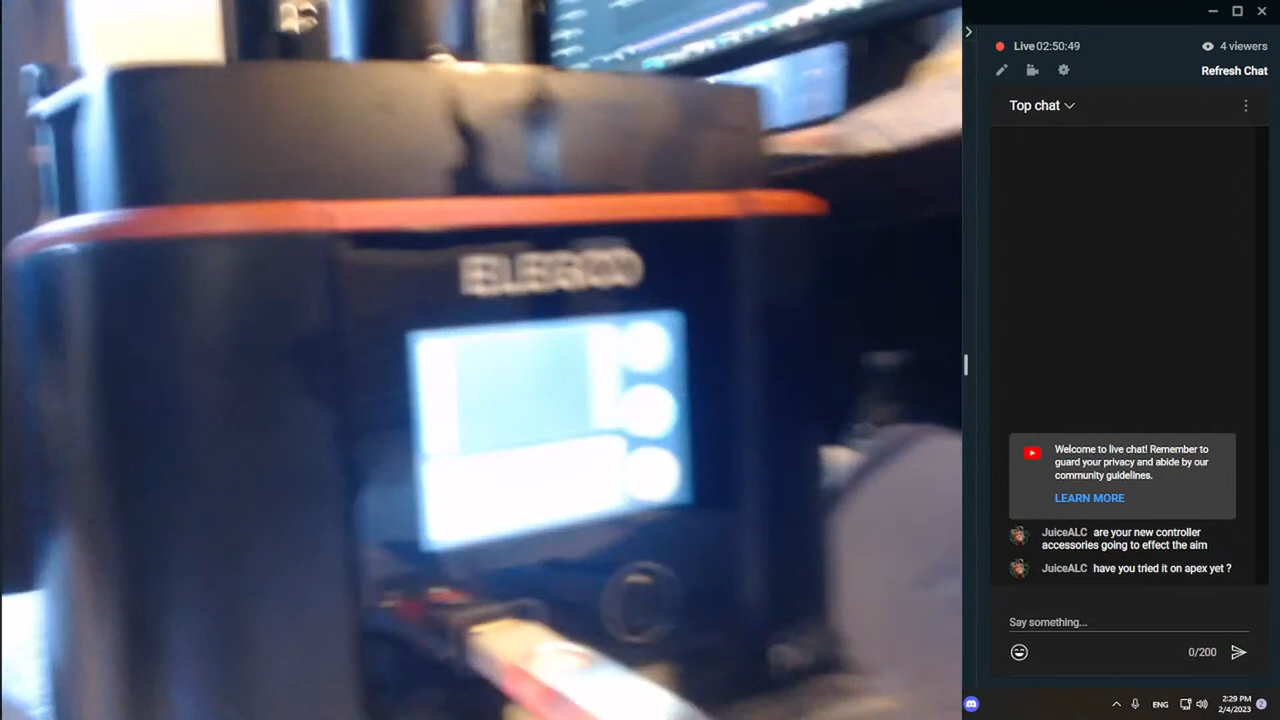 ELEGOO
Live 02:50:49
4 viewers
Refresh Chat
Top chat
Welcome to live chat! Remember to
guard your privacy and abide by our
community guidelines.
LEARN MORE
JuiceALC are your new controller
accessories going to effect the aim
JuiceALC have you tried it on apex yet ?
Say something...
0/200
ENG
2:29 PM
2/4/2023
2